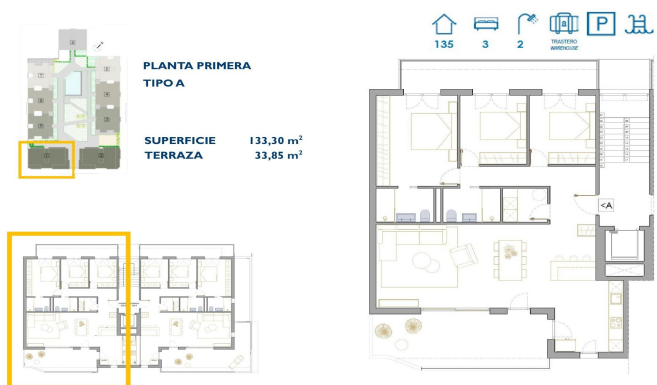 135
3
2
TRASTERO
WAREHOUSE
P
PLANTA PRIMERA
TIPO A
SUPERFICIE 133,30 m²
TERRAZA 33,85 m²
<A